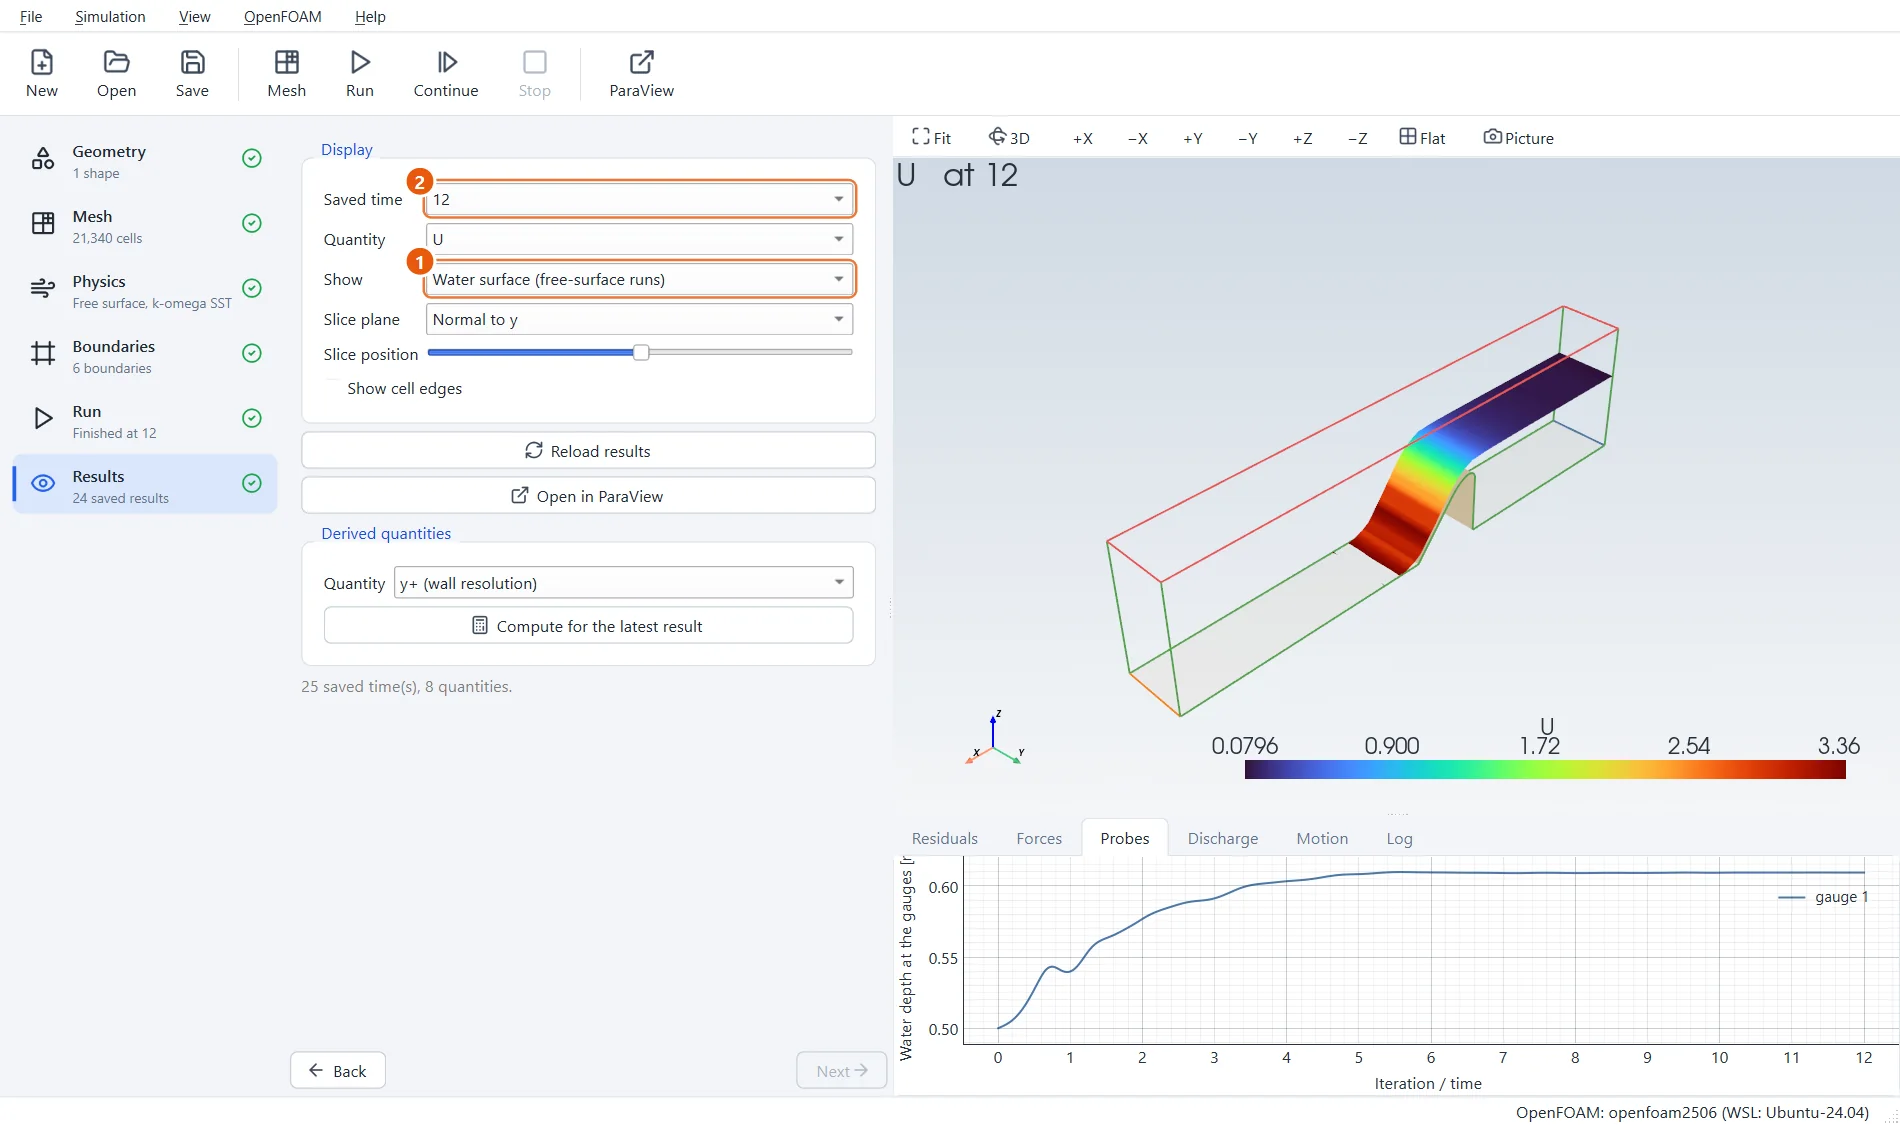 File Simulation View OpenFOAM Help
New Open Save Mesh Run Continue Stop ParaView
Geometry
1 shape
Mesh
21,340 cells
Physics
Free surface, k-omega SST
Boundaries
6 boundaries
Run
Finished at 12
Results
24 saved results
Display
Saved time 2 12
Quantity U
Show 1 Water surface (free-surface runs)
Slice plane Normal to y
Slice position
Show cell edges
Reload results
Open in ParaView
Derived quantities
Quantity y+ (wall resolution)
Compute for the latest result
25 saved time(s), 8 quantities.
Back Next
Fit 3D +X −X +Y −Y +Z −Z Flat Picture
U at 12
Z
X Y
U
0.0796 0.900 1.72 2.54 3.36
Residuals Forces Probes Discharge Motion Log
Water depth at the gauges
0.60
0.55
0.50
gauge 1
0 1 2 3 4 5 6 7 8 9 10 11 12
Iteration / time
OpenFOAM: openfoam2506 (WSL: Ubuntu-24.04)